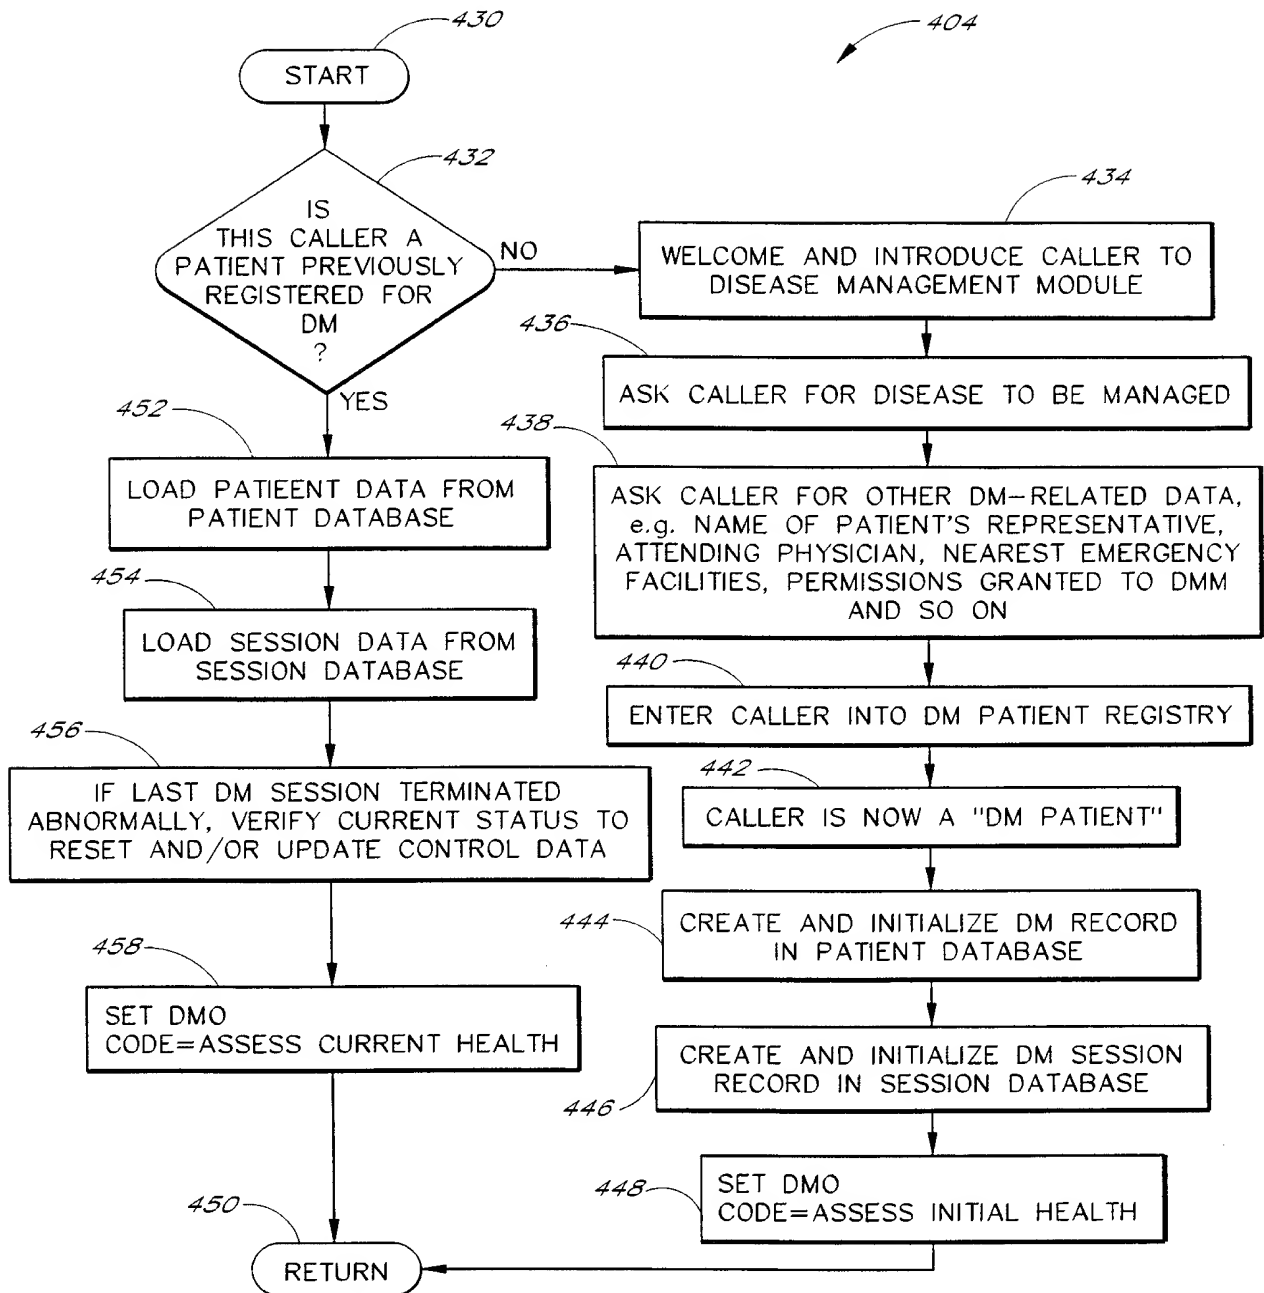 430
404
START
432
IS
THIS CALLER A
PATIENT PREVIOUSLY
REGISTERED FOR
DM
?
NO
YES
434
WELCOME AND INTRODUCE CALLER TO
DISEASE MANAGEMENT MODULE
436
ASK CALLER FOR DISEASE TO BE MANAGED
438
ASK CALLER FOR OTHER DM-RELATED DATA,
e.g. NAME OF PATIENT'S REPRESENTATIVE,
ATTENDING PHYSICIAN, NEAREST EMERGENCY
FACILITIES, PERMISSIONS GRANTED TO DMM
AND SO ON
440
ENTER CALLER INTO DM PATIENT REGISTRY
442
CALLER IS NOW A "DM PATIENT"
444
CREATE AND INITIALIZE DM RECORD
IN PATIENT DATABASE
446
CREATE AND INITIALIZE DM SESSION
RECORD IN SESSION DATABASE
448
SET DMO
CODE=ASSESS INITIAL HEALTH
452
LOAD PATIEENT DATA FROM
PATIENT DATABASE
454
LOAD SESSION DATA FROM
SESSION DATABASE
456
IF LAST DM SESSION TERMINATED
ABNORMALLY, VERIFY CURRENT STATUS TO
RESET AND/OR UPDATE CONTROL DATA
458
SET DMO
CODE=ASSESS CURRENT HEALTH
450
RETURN